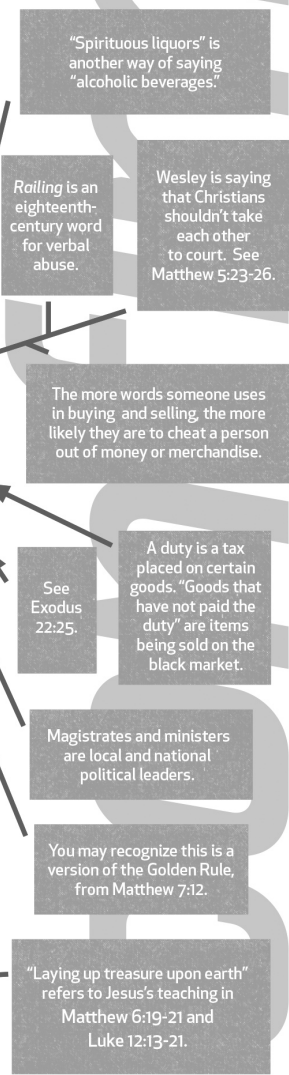 “Spirituous liquors” is
another way of saying
“alcoholic beverages.”
Railing is an
eighteenth-
century word
for verbal
abuse.
Wesley is saying
that Christians
shouldn’t take
each other
to court. See
Matthew 5:23-26.
The more words someone uses
in buying and selling, the more
likely they are to cheat a person
out of money or merchandise.
A duty is a tax
placed on certain
goods. “Goods that
have not paid the
duty” are items
being sold on the
black market.
See
Exodus
22:25.
Magistrates and ministers
are local and national
political leaders.
You may recognize this is a
version of the Golden Rule,
from Matthew 7:12.
“Laying up treasure upon earth”
refers to Jesus’s teaching in
Matthew 6:19-21 and
Luke 12:13-21.